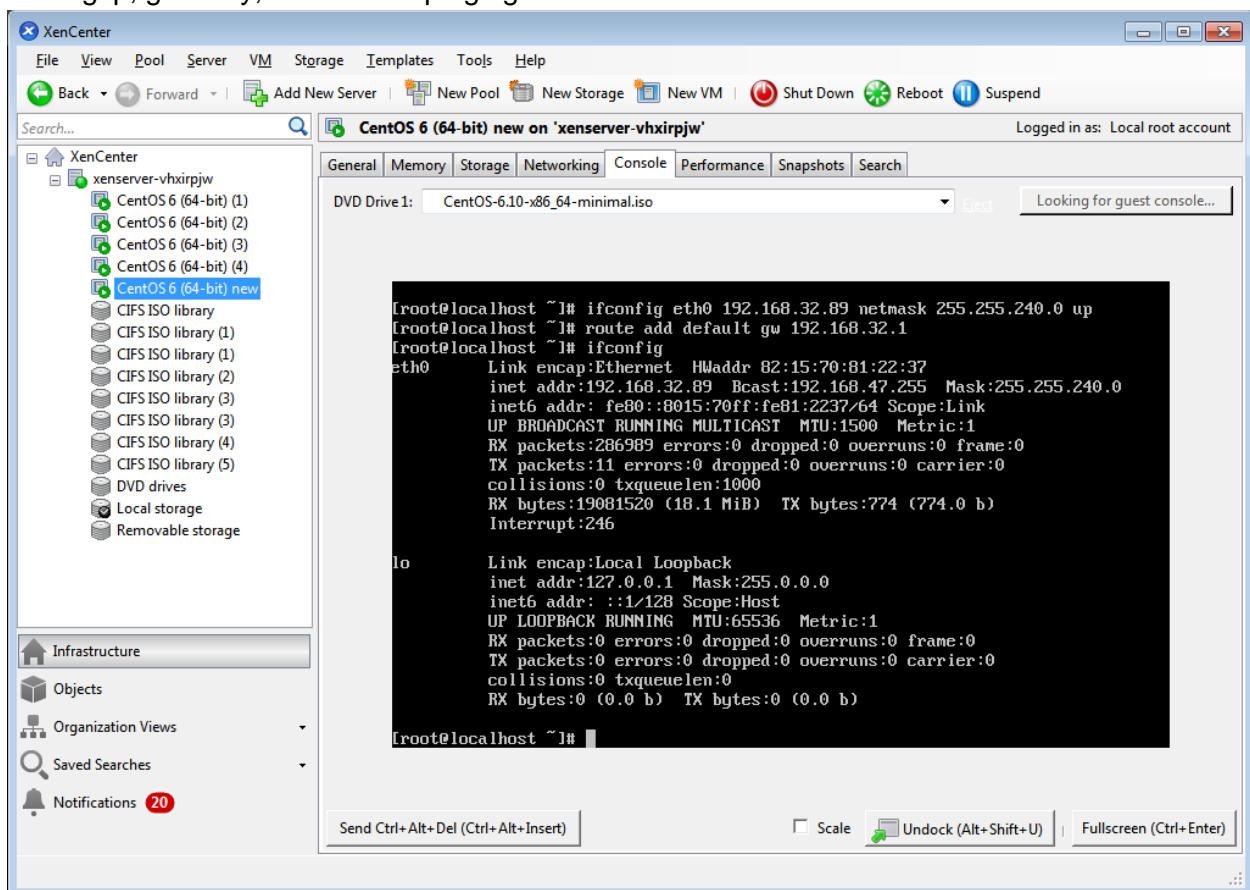 XenCenter
File View Pool Server VM Storage Templates Tools Help
Back Forward Add New Server New Pool New Storage New VM Shut Down Reboot Suspend
Search...
CentOS 6 (64-bit) new on 'xenserver-vhxirpjw' Logged in as: Local root account
XenCenter
xenserver-vhxirpjw
CentOS 6 (64-bit) (1)
CentOS 6 (64-bit) (2)
CentOS 6 (64-bit) (3)
CentOS 6 (64-bit) (4)
CentOS 6 (64-bit) new
CIFS ISO library
CIFS ISO library (1)
CIFS ISO library (1)
CIFS ISO library (2)
CIFS ISO library (3)
CIFS ISO library (3)
CIFS ISO library (4)
CIFS ISO library (5)
DVD drives
Local storage
Removable storage
Infrastructure
Objects
Organization Views
Saved Searches
Notifications 20
General Memory Storage Networking Console Performance Snapshots Search
DVD Drive 1: CentOS-6.10-x86_64-minimal.iso Eject Looking for guest console...
[root@localhost ~]# ifconfig eth0 192.168.32.89 netmask 255.255.240.0 up
[root@localhost ~]# route add default gw 192.168.32.1
[root@localhost ~]# ifconfig
eth0 Link encap:Ethernet HWaddr 82:15:70:81:22:37
inet addr:192.168.32.89 Bcast:192.168.47.255 Mask:255.255.240.0
inet6 addr: fe80::8015:70ff:fe81:2237/64 Scope:Link
UP BROADCAST RUNNING MULTICAST MTU:1500 Metric:1
RX packets:286989 errors:0 dropped:0 overruns:0 frame:0
TX packets:11 errors:0 dropped:0 overruns:0 carrier:0
collisions:0 txqueuelen:1000
RX bytes:19081520 (18.1 MiB) TX bytes:774 (774.0 b)
Interrupt:246
lo Link encap:Local Loopback
inet addr:127.0.0.1 Mask:255.0.0.0
inet6 addr: ::1/128 Scope:Host
UP LOOPBACK RUNNING MTU:65536 Metric:1
RX packets:0 errors:0 dropped:0 overruns:0 frame:0
TX packets:0 errors:0 dropped:0 overruns:0 carrier:0
collisions:0 txqueuelen:0
RX bytes:0 (0.0 b) TX bytes:0 (0.0 b)
[root@localhost ~]#
Send Ctrl+Alt+Del (Ctrl+Alt+Insert) Scale Undock (Alt+Shift+U) Fullscreen (Ctrl+Enter)